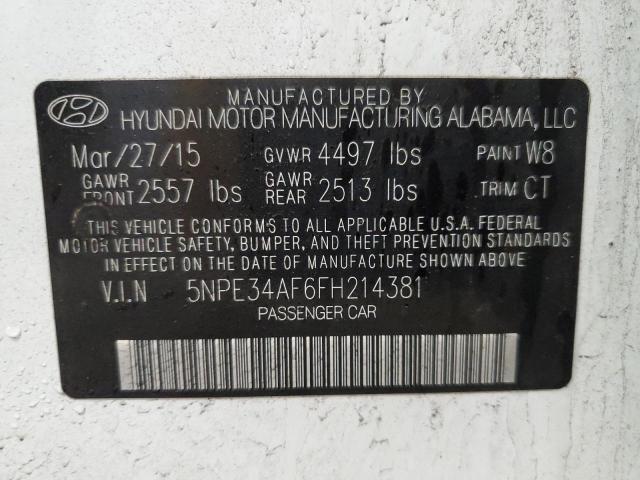 MANUFACTURED BY
HYUNDAI MOTOR MANUFACTURING ALABAMA, LLC
Mar/27/15 GVWR 4497 lbs PAINT W8
GAWR FRONT 2557 lbs GAWR REAR 2513 lbs TRIM CT
THIS VEHICLE CONFORMS TO ALL APPLICABLE U.S.A. FEDERAL
MOTOR VEHICLE SAFETY, BUMPER, AND THEFT PREVENTION STANDARDS
IN EFFECT ON THE DATE OF MANUFACTURE SHOWN ABOVE.
V.I.N 5NPE34AF6FH214381
PASSENGER CAR